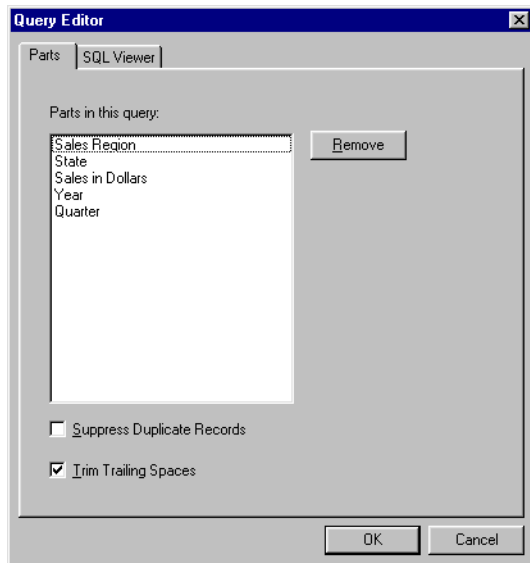 Query Editor
Parts
SQL Viewer
Parts in this query:
Sales Region
State
Sales in Dollars
Year
Quarter
Remove
Suppress Duplicate Records
Trim Trailing Spaces
OK
Cancel